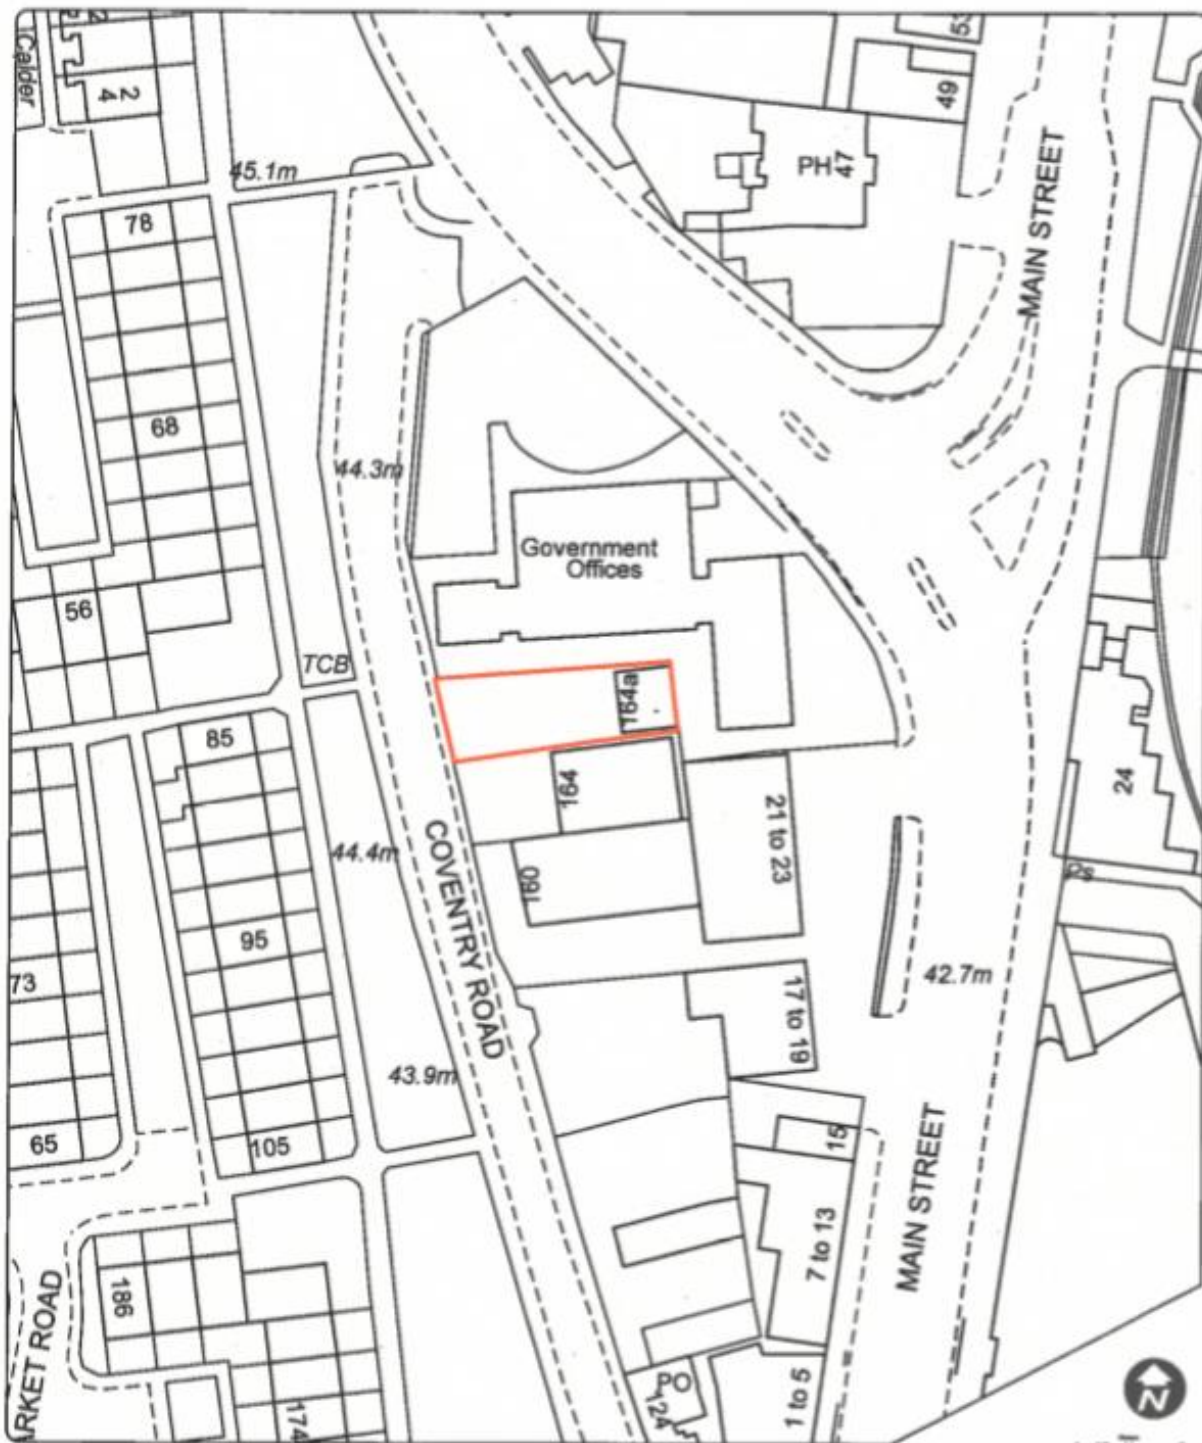 Calder
2
4
53
49
PH
47
45.1m
78
MAIN STREET
68
44.3m
Government
Offices
56
TCB
164a
85
164
24
21 to 23
44.4m
COVENTRY ROAD
160
95
42.7m
73
17 to 19
43.9m
65
105
15
MAIN STREET
7 to 13
186
ARKET ROAD
PO
124
1 to 5
174
N